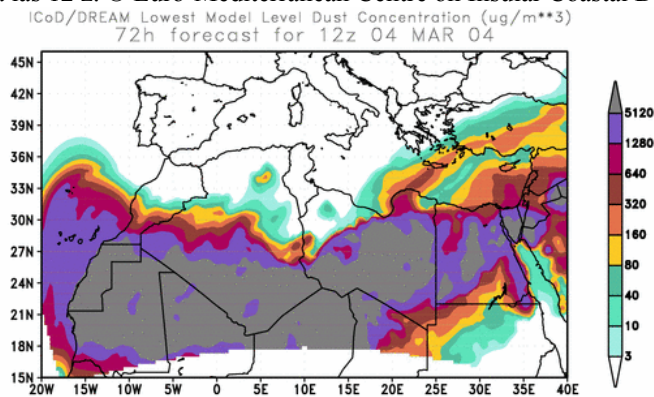 ICoD/DREAM Lowest Model Level Dust Concentration (ug/m**3)
72h forecast for 12z 04 MAR 04
45N
42N
39N
36N
33N
30N
27N
24N
21N
18N
15N
20W 15W 10W 5W 0 5E 10E 15E 20E 25E 30E 35E 40E
5120
1280
640
320
160
80
40
10
3